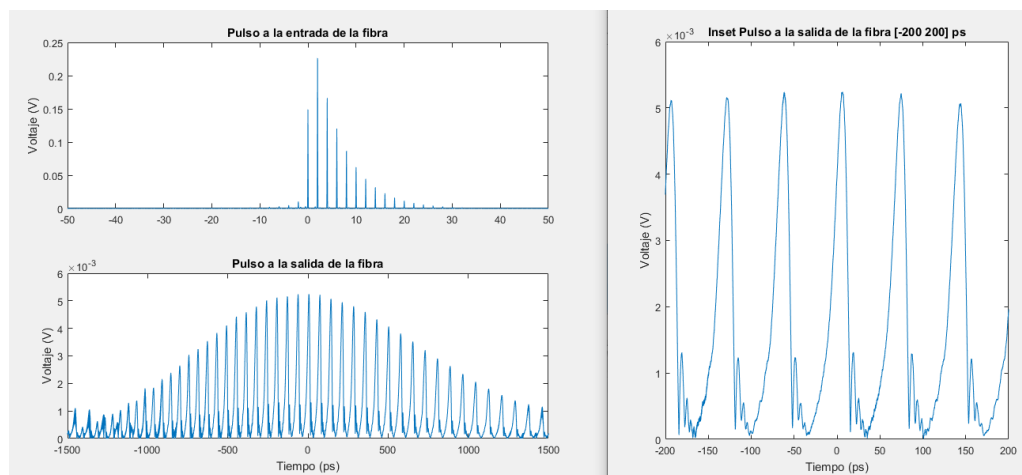 Pulso a la entrada de la fibra
0.25
0.2
0.15
0.1
0.05
0
Voltaje (V)
-50 -40 -30 -20 -10 0 10 20 30 40 50
Pulso a la salida de la fibra
×10⁻³
6
5
4
3
2
1
0
Voltaje (V)
-1500 -1000 -500 0 500 1000 1500
Tiempo (ps)
Inset Pulso a la salida de la fibra [-200 200] ps
×10⁻³
6
5
4
3
2
1
0
Voltaje (V)
-200 -150 -100 -50 0 50 100 150 200
Tiempo (ps)